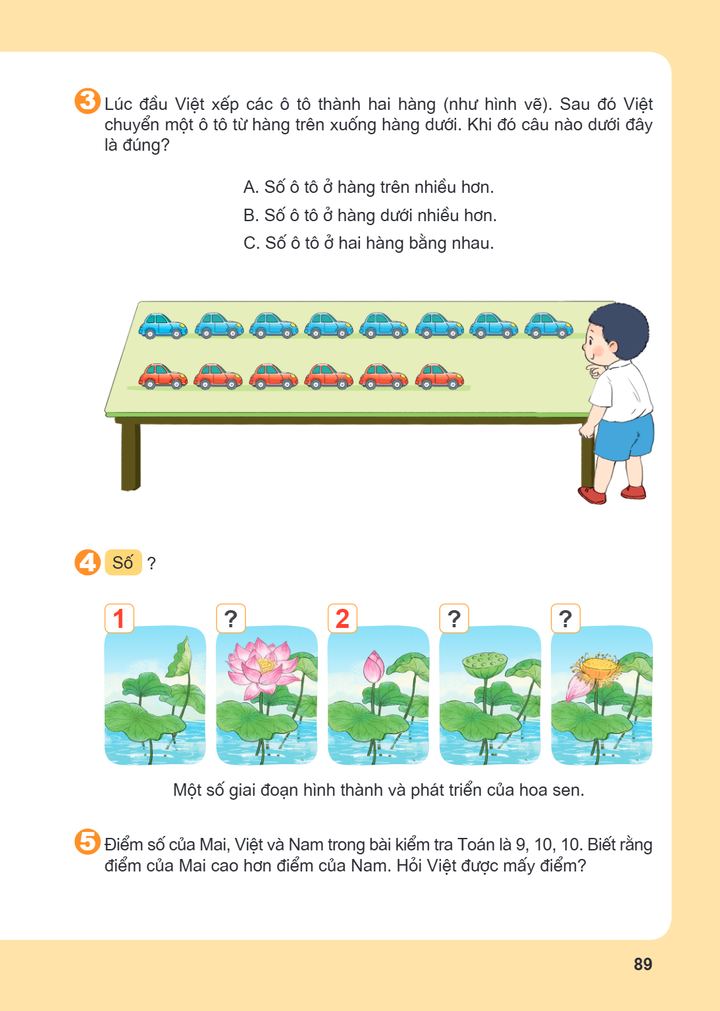 3 Lúc đầu Việt xếp các ô tô thành hai hàng (như hình vẽ). Sau đó Việt
chuyển một ô tô từ hàng trên xuống hàng dưới. Khi đó câu nào dưới đây
là đúng?
A. Số ô tô ở hàng trên nhiều hơn.
B. Số ô tô ở hàng dưới nhiều hơn.
C. Số ô tô ở hai hàng bằng nhau.
4 Số ?
1 ? 2 ? ?
Một số giai đoạn hình thành và phát triển của hoa sen.
5 Điểm số của Mai, Việt và Nam trong bài kiểm tra Toán là 9, 10, 10. Biết rằng
điểm của Mai cao hơn điểm của Nam. Hỏi Việt được mấy điểm?
89